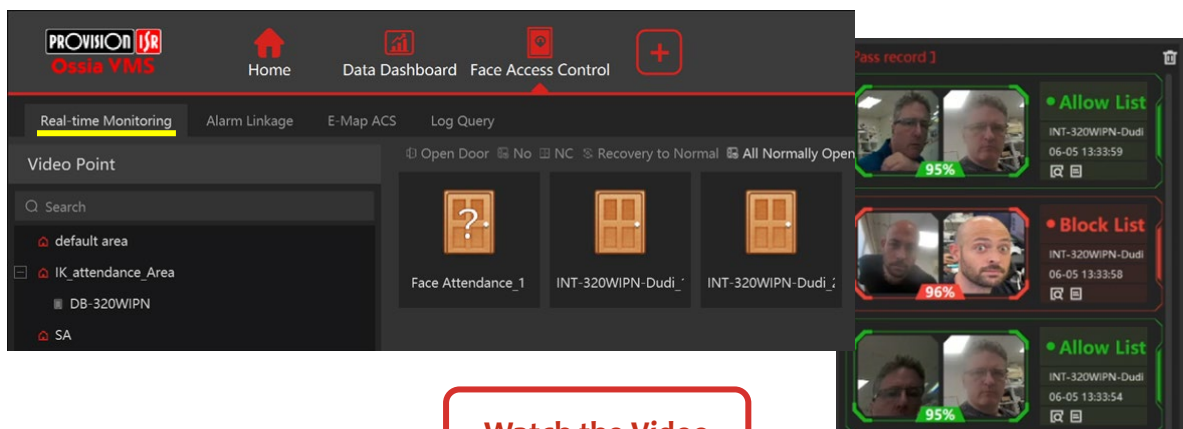 PROVISION ISR
Ossia VMS
Home
Data Dashboard
Face Access Control
Real-time Monitoring
Alarm Linkage
E-Map ACS
Log Query
Video Point
Search
default area
IK_attendance_Area
DB-320WIPN
SA
Open Door
No
NC
Recovery to Normal
All Normally Open
Face Attendance_1
INT-320WIPN-Dudi_
INT-320WIPN-Dudi_2
Pass record ]
Allow List
INT-320WIPN-Dudi
06-05 13:33:59
95%
Block List
INT-320WIPN-Dudi
06-05 13:33:58
96%
Allow List
INT-320WIPN-Dudi
06-05 13:33:54
95%
Watch the Video